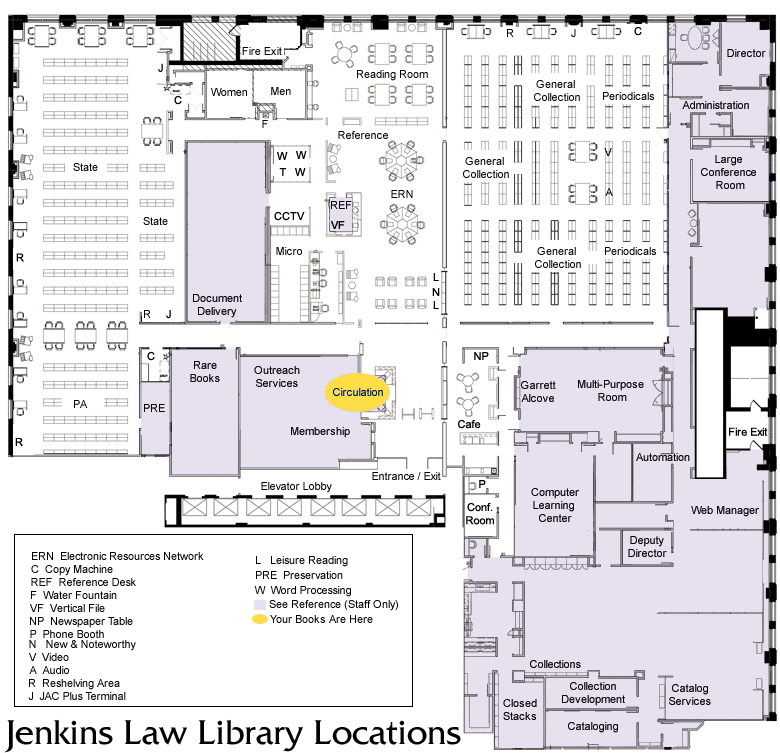 R
J
C
Fire Exit
Director
J
Reading Room
C
Women
Men
General
Collection
Periodicals
Administration
F
Reference
W W
T W
General
Collection
V
Large
Conference
Room
State
ERN
A
REF
VF
CCTV
State
R
Micro
General
Collection
Periodicals
L
N
L
Document
Delivery
R J
C
NP
Rare
Books
Outreach
Services
Circulation
Garrett
Alcove
Multi-Purpose
Room
PRE
PA
Cafe
Membership
Fire Exit
R
Automation
Entrance / Exit
Elevator Lobby
P
Conf.
Room
Computer
Learning
Center
Web Manager
Deputy
Director
ERN Electronic Resources Network
C Copy Machine
REF Reference Desk
F Water Fountain
VF Vertical File
NP Newspaper Table
P Phone Booth
N New & Noteworthy
V Video
A Audio
R Reshelving Area
J JAC Plus Terminal
L Leisure Reading
PRE Preservation
W Word Processing
See Reference (Staff Only)
Your Books Are Here
Collections
Closed
Stacks
Collection
Development
Cataloging
Catalog
Services
Jenkins Law Library Locations